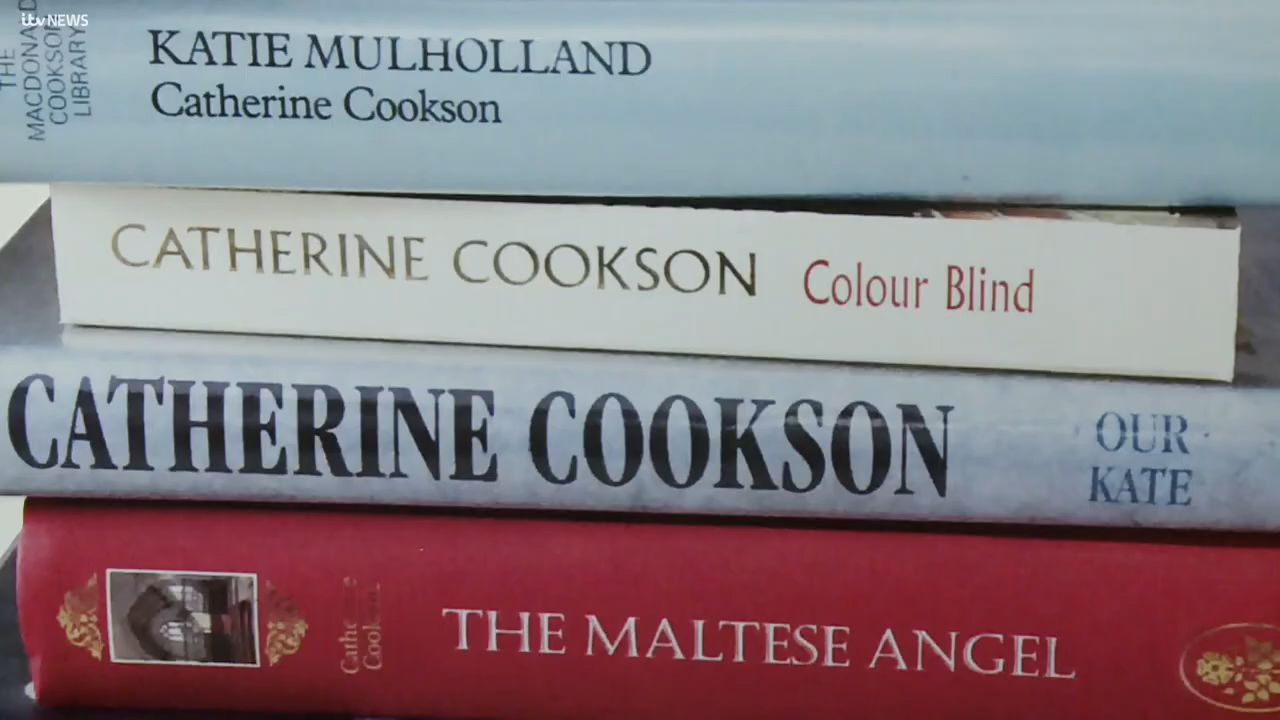 itv NEWS
THE
MACDONALD
COOKSON
LIBRARY
KATIE MULHOLLAND
Catherine Cookson
CATHERINE COOKSON Colour Blind
CATHERINE COOKSON
OUR
KATE
Catherine
Cookson
THE MALTESE ANGEL